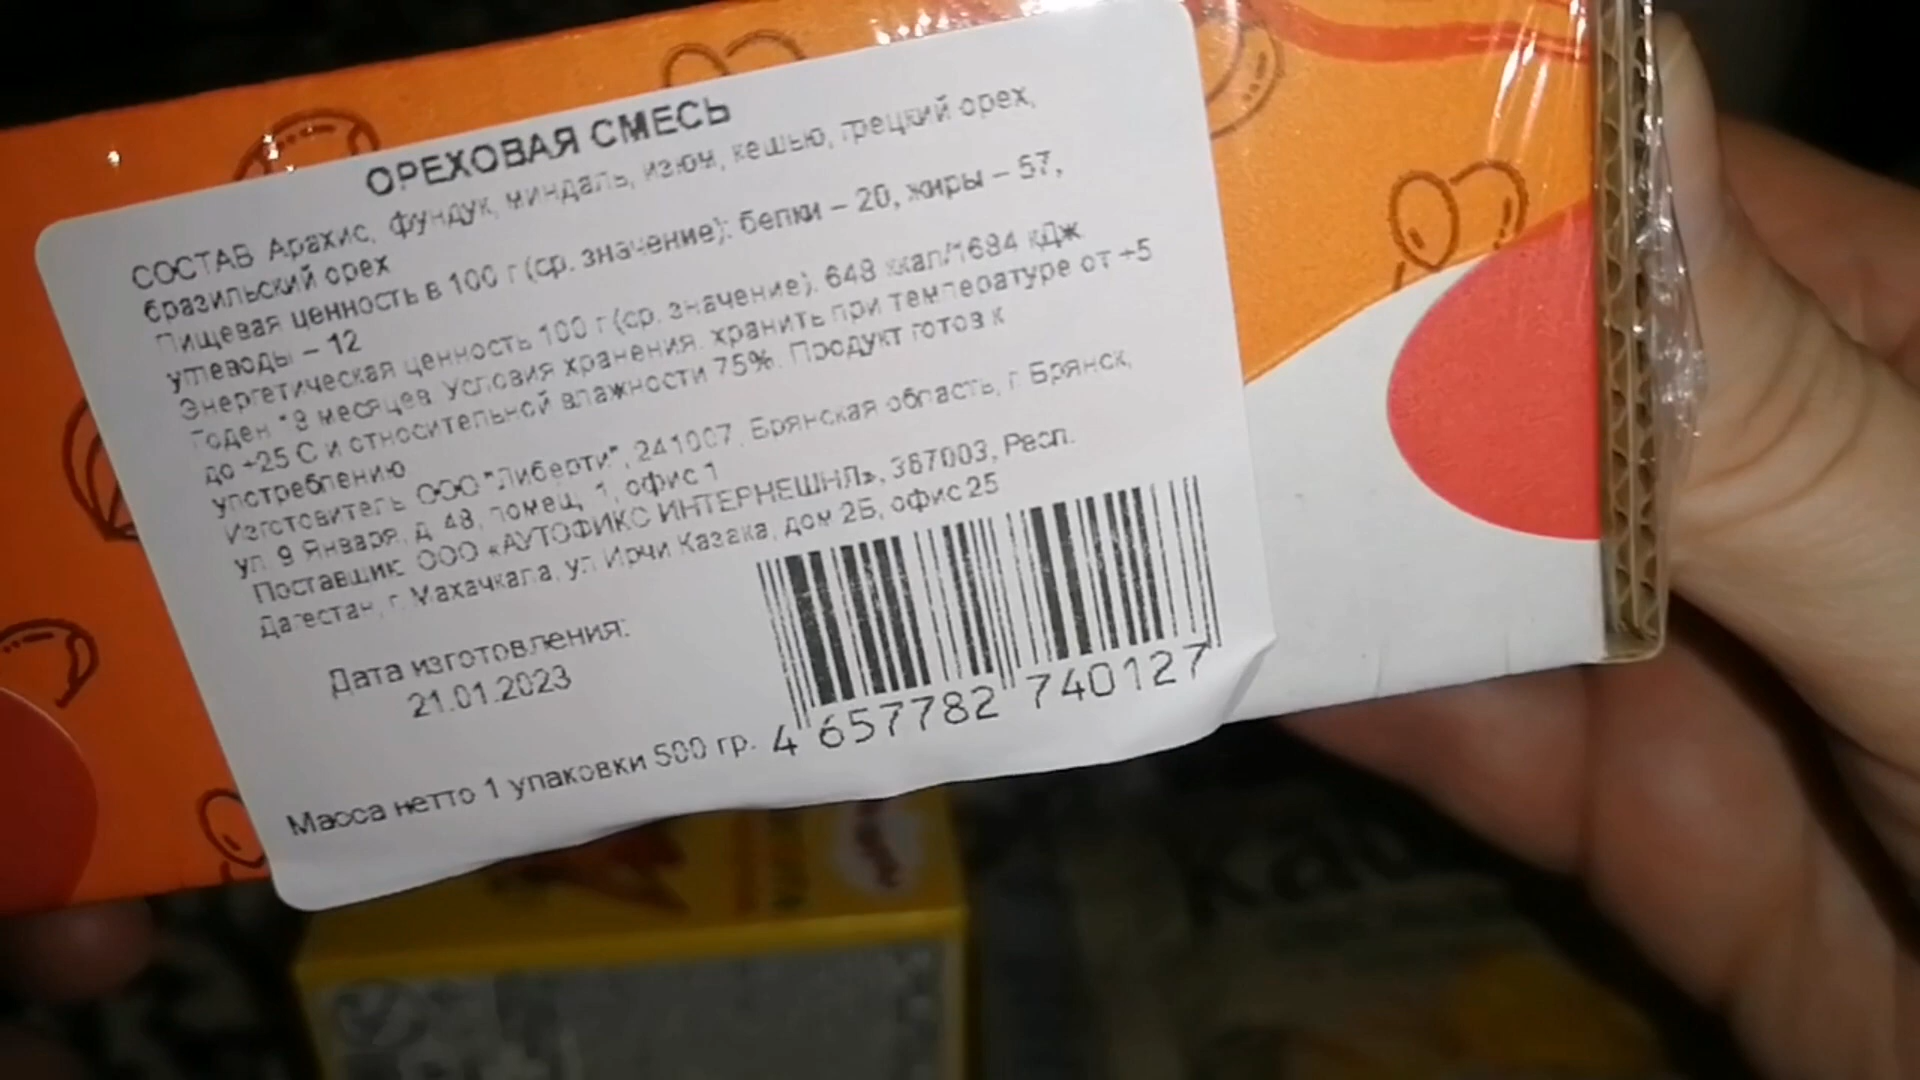 ОРЕХОВАЯ СМЕСЬ
СОСТАВ Арахис, фундук, миндаль, изюм, кешью, грецкий орех,
бразильский орех
Пищевая ценность в 100 г (ср. значение): белки – 20, жиры – 57,
углеводы – 12
Энергетическая ценность 100 г (ср. значение). 648 ккал/1684 кДж
Годен месяцев. Условия хранения. хранить при температуре от +5
до +25 С и относительной влажности 75%. Продукт готов к
употреблению
Изготовитель ООО "Либерти", 241007, Брянская область, г. Брянск,
ул. 9 Января, д. 48, помещ. 1, офис 1
Поставщик: ООО «АУТОФИКС ИНТЕРНЕШНЛ», 367003, Респ.
Дагестан, г. Махачкала, ул Ирчи Казака, дом 2Б, офис 25
Дата изготовления:
21.01.2023
4 657782 740127
Масса нетто 1 упаковки 500 гр.